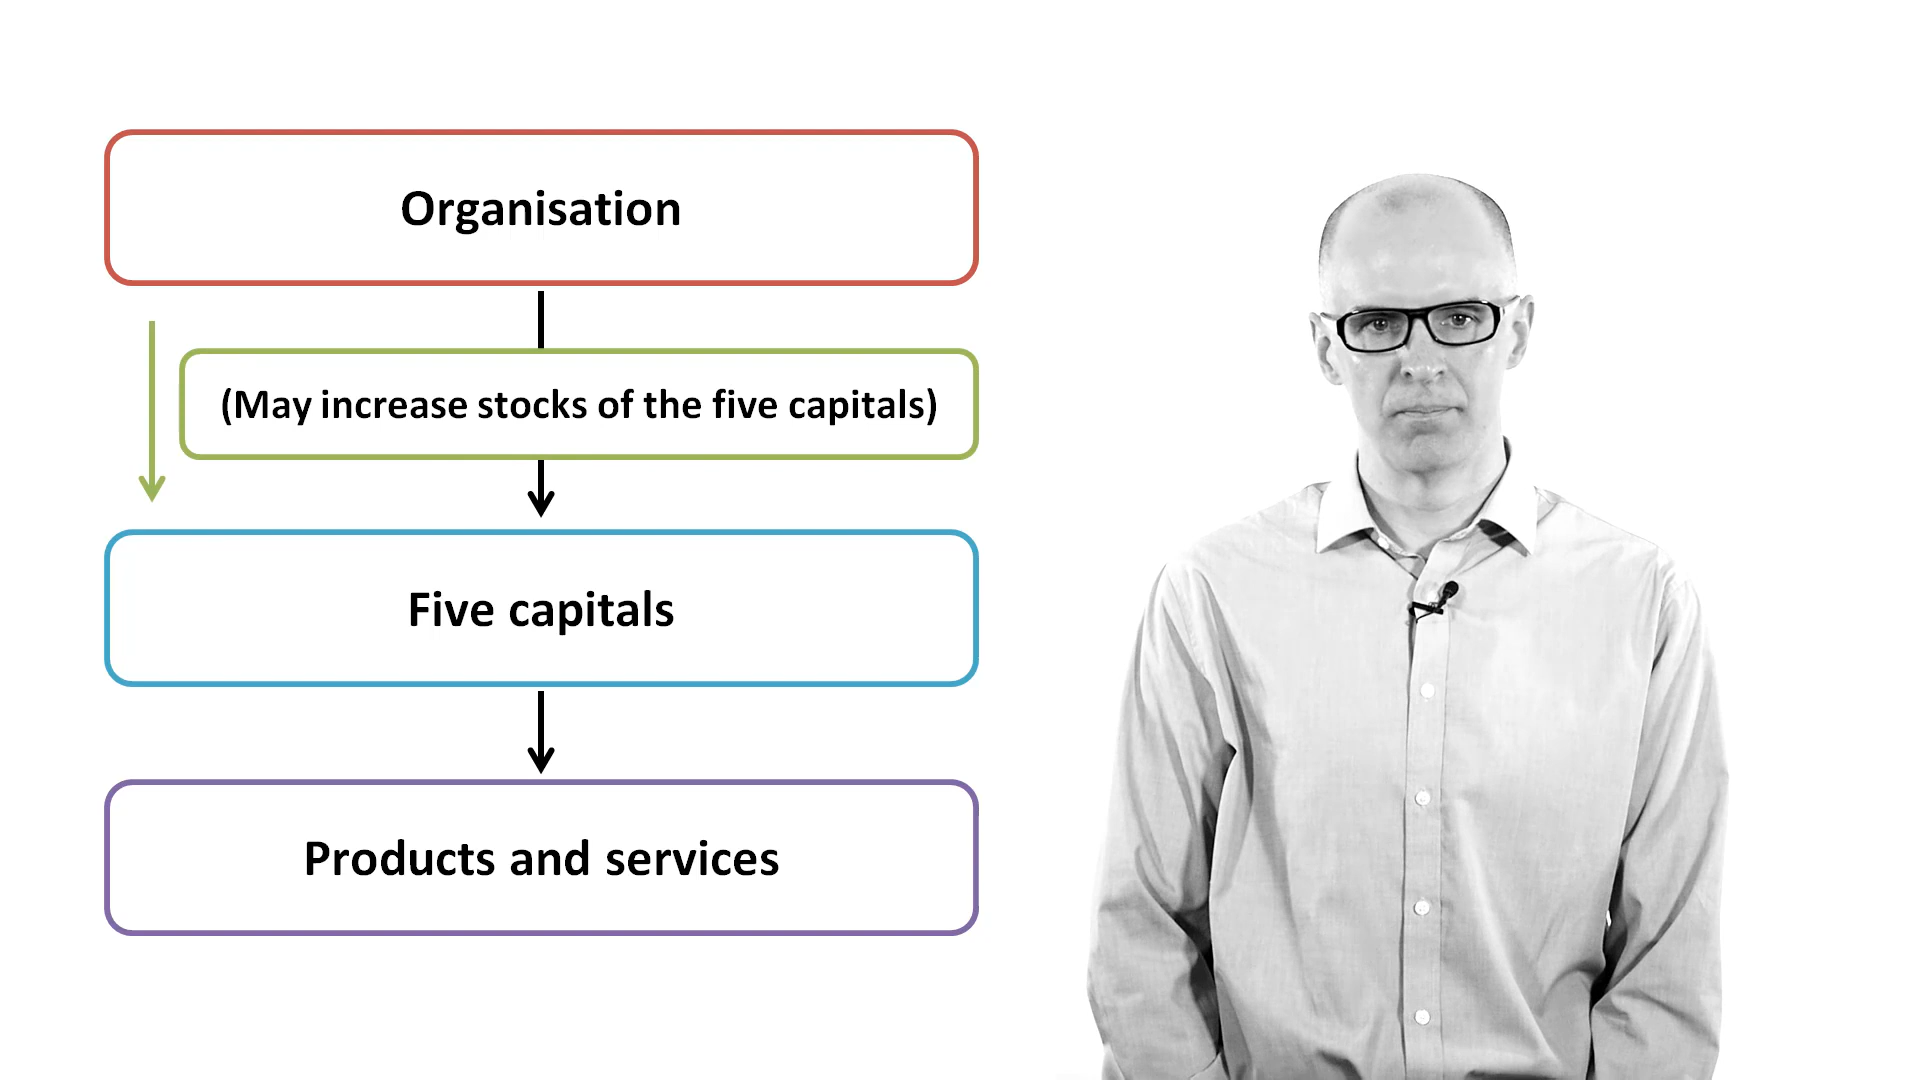 Organisation
(May increase stocks of the five capitals)
Five capitals
Products and services